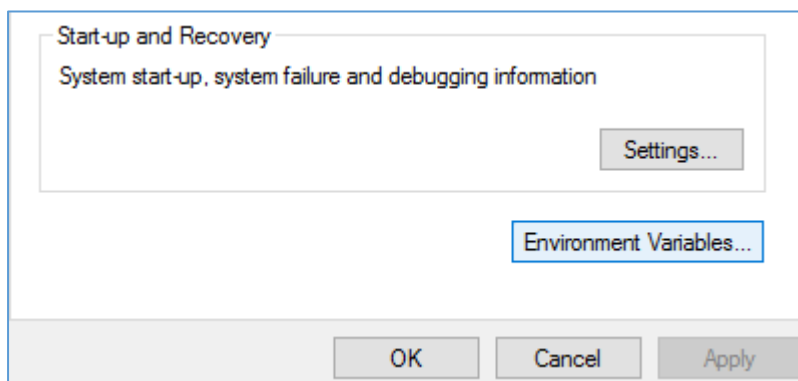 Start-up and Recovery
System start-up, system failure and debugging information
Settings...
Environment Variables...
OK Cancel Apply